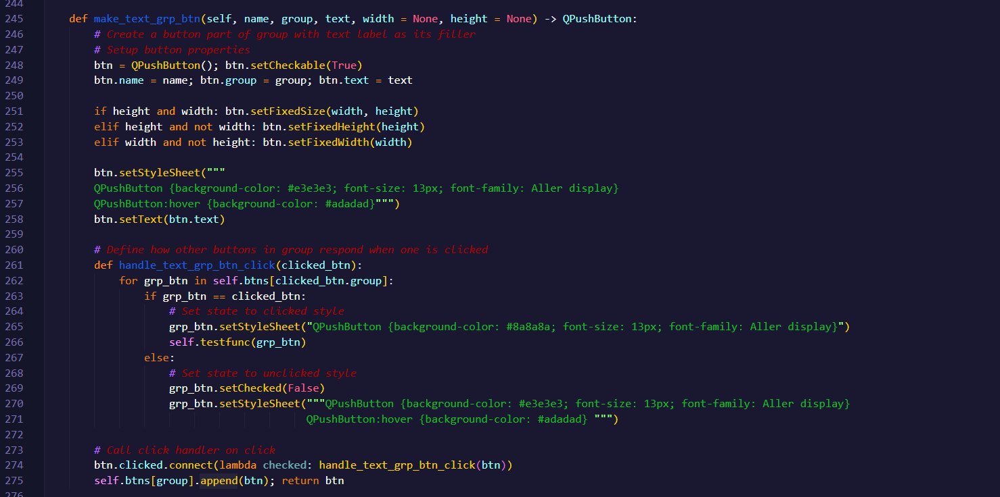 244
245 def make_text_grp_btn(self, name, group, text, width = None, height = None) -> QPushButton:
246 # Create a button part of group with text label as its filler
247 # Setup button properties
248 btn = QPushButton(); btn.setCheckable(True)
249 btn.name = name; btn.group = group; btn.text = text
250
251 if height and width: btn.setFixedSize(width, height)
252 elif height and not width: btn.setFixedHeight(height)
253 elif width and not height: btn.setFixedWidth(width)
254
255 btn.setStyleSheet("""
256 QPushButton {background-color: #e3e3e3; font-size: 13px; font-family: Aller display}
257 QPushButton:hover {background-color: #adadad}""")
258 btn.setText(btn.text)
259
260 # Define how other buttons in group respond when one is clicked
261 def handle_text_grp_btn_click(clicked_btn):
262 for grp_btn in self.btns[clicked_btn.group]:
263 if grp_btn == clicked_btn:
264 # Set state to clicked style
265 grp_btn.setStyleSheet("QPushButton {background-color: #8a8a8a; font-size: 13px; font-family: Aller display}")
266 self.testfunc(grp_btn)
267 else:
268 # Set state to unclicked style
269 grp_btn.setChecked(False)
270 grp_btn.setStyleSheet("""QPushButton {background-color: #e3e3e3; font-size: 13px; font-family: Aller display}
271 QPushButton:hover {background-color: #adadad} """)
272
273 # Call click handler on click
274 btn.clicked.connect(lambda checked: handle_text_grp_btn_click(btn))
275 self.btns[group].append(btn); return btn
276